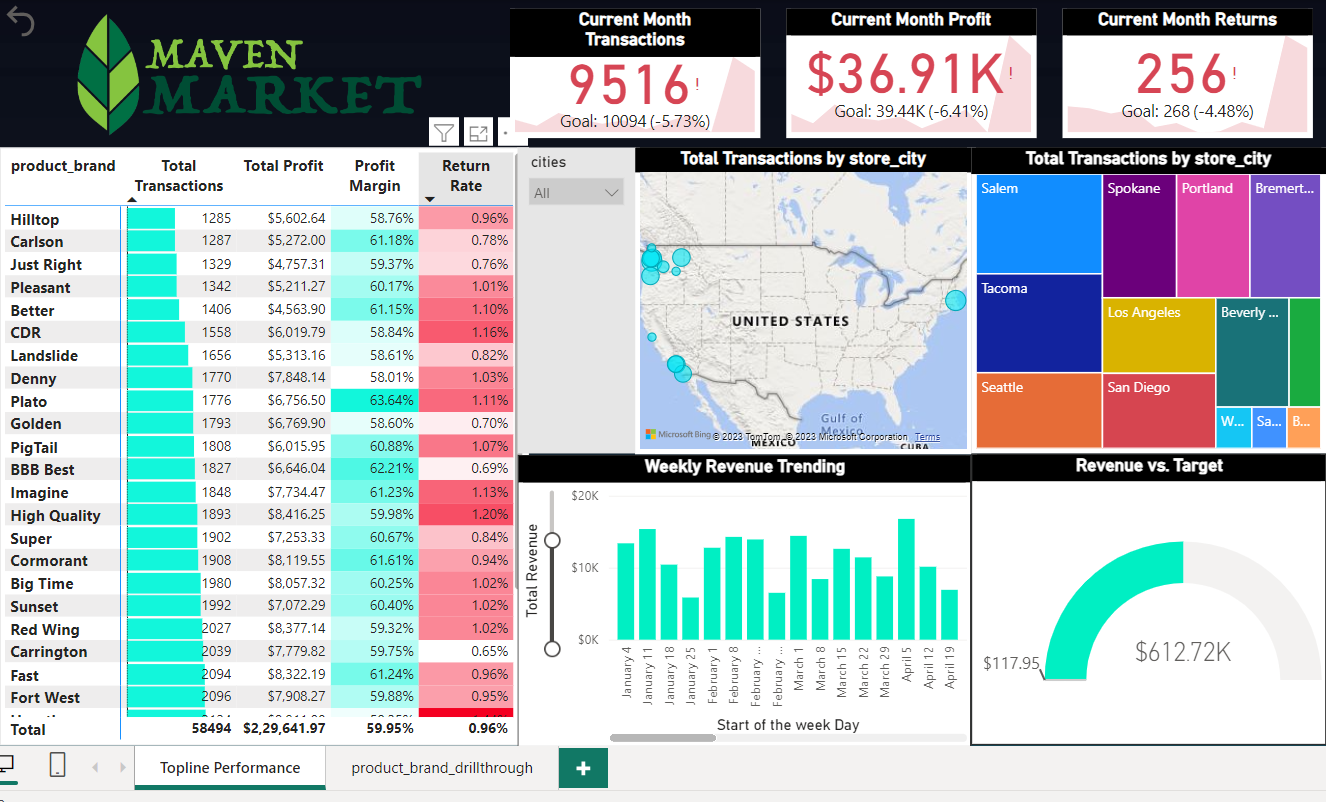 MAVEN
MARKET
Current Month
Transactions
9516!
Goal: 10094 (-5.73%)
Current Month Profit
$36.91K!
Goal: 39.44K (-6.41%)
Current Month Returns
256!
Goal: 268 (-4.48%)
product_brand Total Transactions Total Profit Profit Margin Return Rate
Hilltop 1285 $5,602.64 58.76% 0.96%
Carlson 1287 $5,272.00 61.18% 0.78%
Just Right 1329 $4,757.31 59.37% 0.76%
Pleasant 1342 $5,211.27 60.17% 1.01%
Better 1406 $4,563.90 61.15% 1.10%
CDR 1558 $6,019.79 58.84% 1.16%
Landslide 1656 $5,313.16 58.61% 0.82%
Denny 1770 $7,848.14 58.01% 1.03%
Plato 1776 $6,756.50 63.64% 1.11%
Golden 1793 $6,769.90 58.60% 0.70%
PigTail 1808 $6,015.95 60.88% 1.07%
BBB Best 1827 $6,646.04 62.21% 0.69%
Imagine 1848 $7,734.47 61.23% 1.13%
High Quality 1893 $8,416.25 59.98% 1.20%
Super 1902 $7,253.33 60.67% 0.84%
Cormorant 1908 $8,119.55 61.61% 0.94%
Big Time 1980 $8,057.32 60.25% 1.02%
Sunset 1992 $7,072.29 60.40% 1.02%
Red Wing 2027 $8,377.14 59.32% 1.02%
Carrington 2039 $7,779.82 59.75% 0.65%
Fast 2094 $8,322.19 61.24% 0.96%
Fort West 2096 $7,908.27 59.88% 0.95%
Total 58494 $2,29,641.97 59.95% 0.96%
cities
All
Total Transactions by store_city
UNITED STATES
Gulf of
Mexico
MEXICO
CUBA
Microsoft Bing
© 2023 TomTom, © 2023 Microsoft Corporation Terms
Total Transactions by store_city
Salem
Spokane
Portland
Bremert...
Tacoma
Los Angeles
Beverly ...
Seattle
San Diego
W...
Sa...
B...
Weekly Revenue Trending
Total Revenue
$20K
$10K
$0K
January 4
January 11
January 18
January 25
February 1
February 8
February ...
February ...
March 1
March 8
March 15
March 22
March 29
April 5
April 12
April 19
Start of the week Day
Revenue vs. Target
$117.95
$612.72K
Topline Performance
product_brand_drillthrough
+